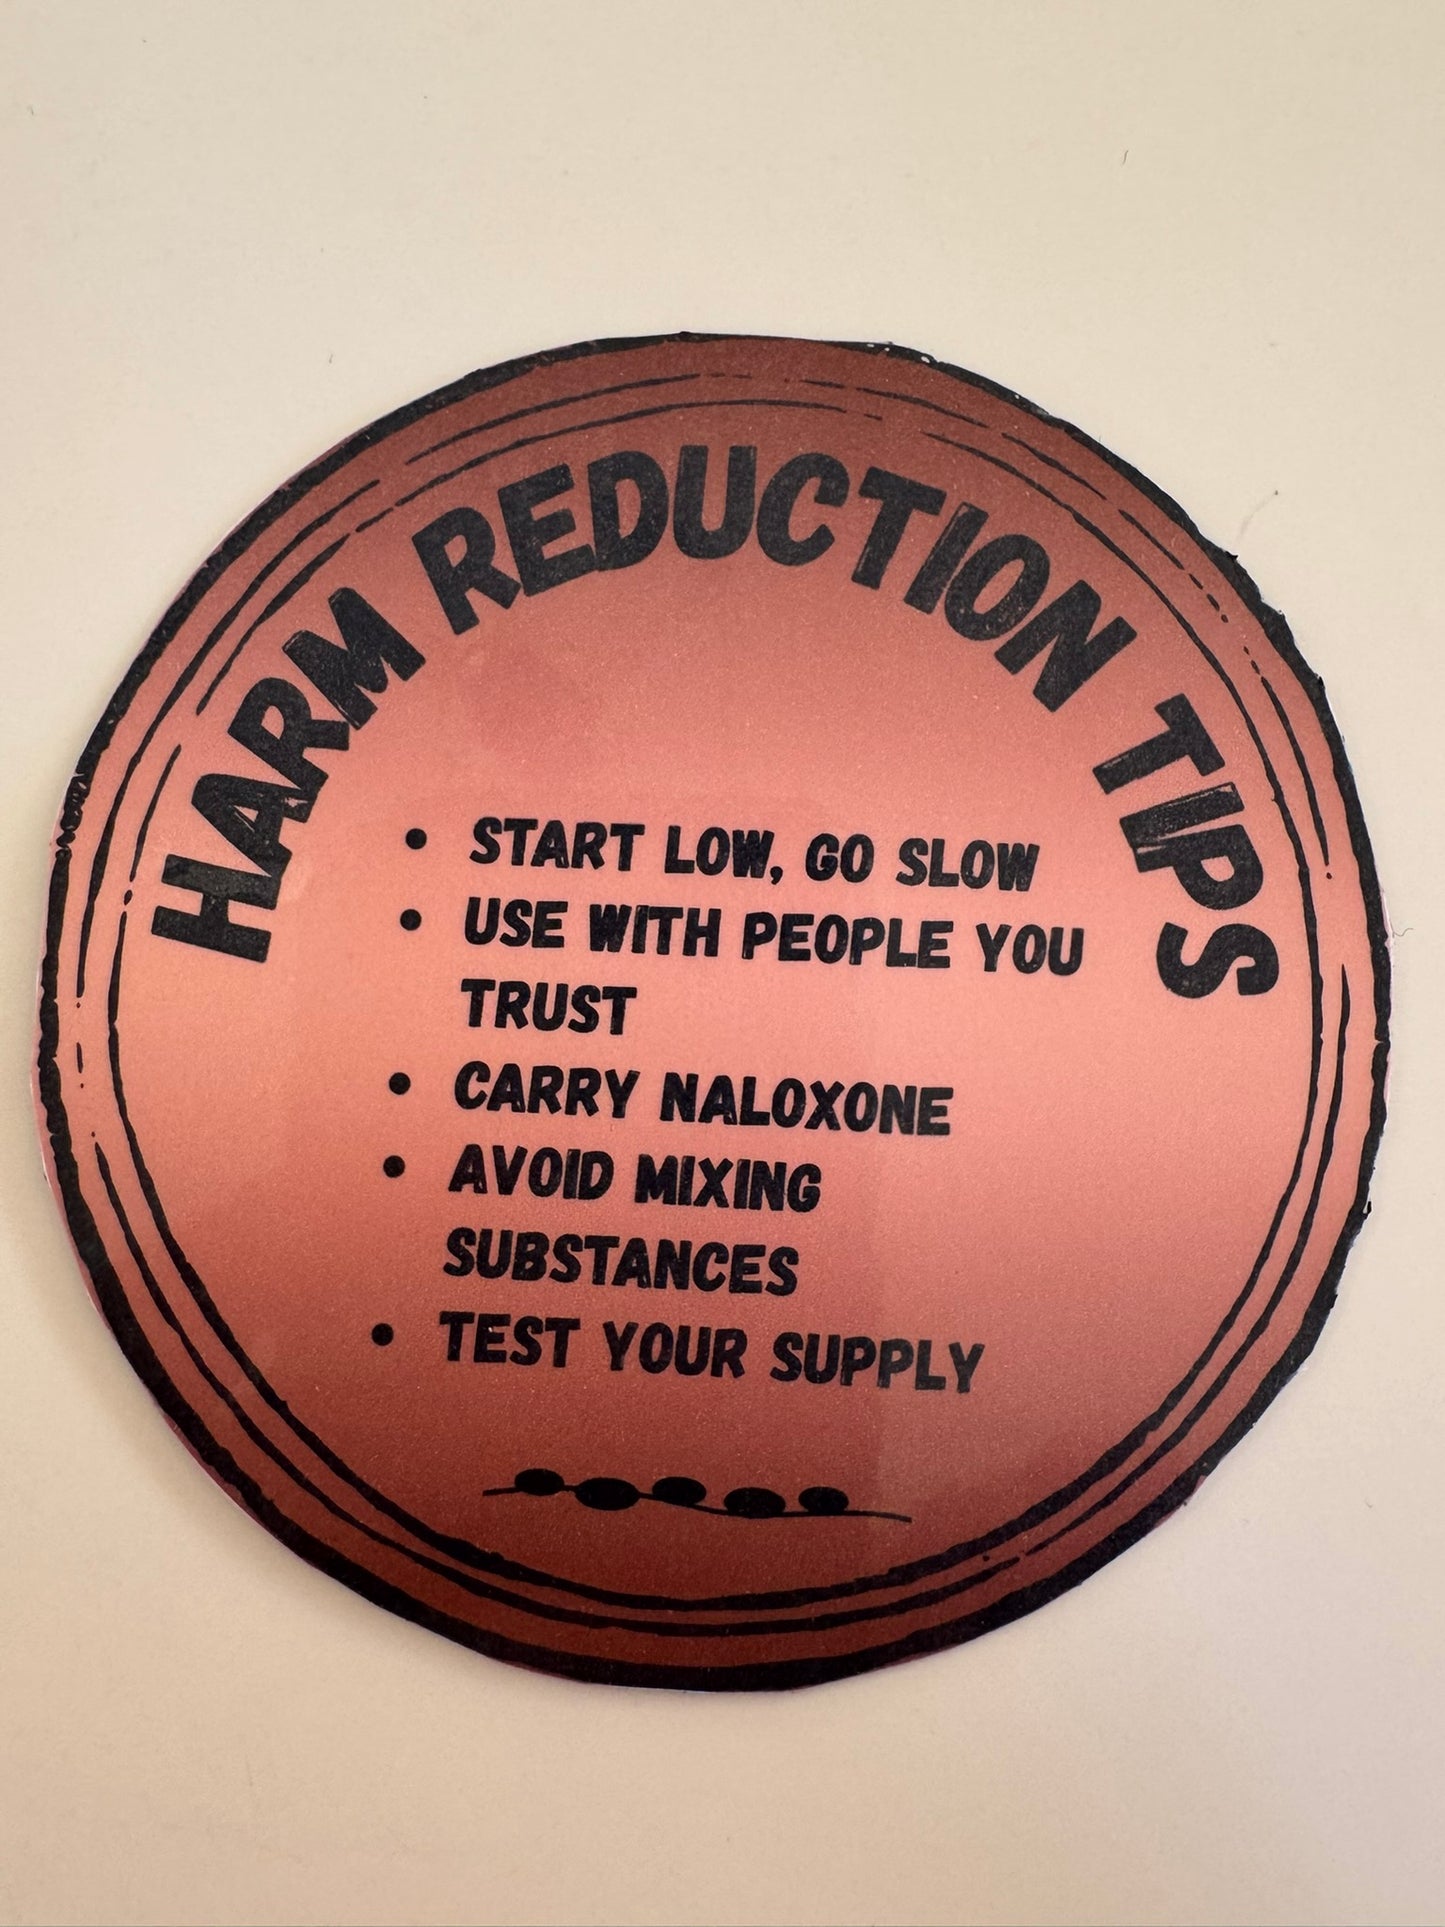 HARM REDUCTION TIPS
• START LOW, GO SLOW
• USE WITH PEOPLE YOU
TRUST
• CARRY NALOXONE
• AVOID MIXING
SUBSTANCES
• TEST YOUR SUPPLY